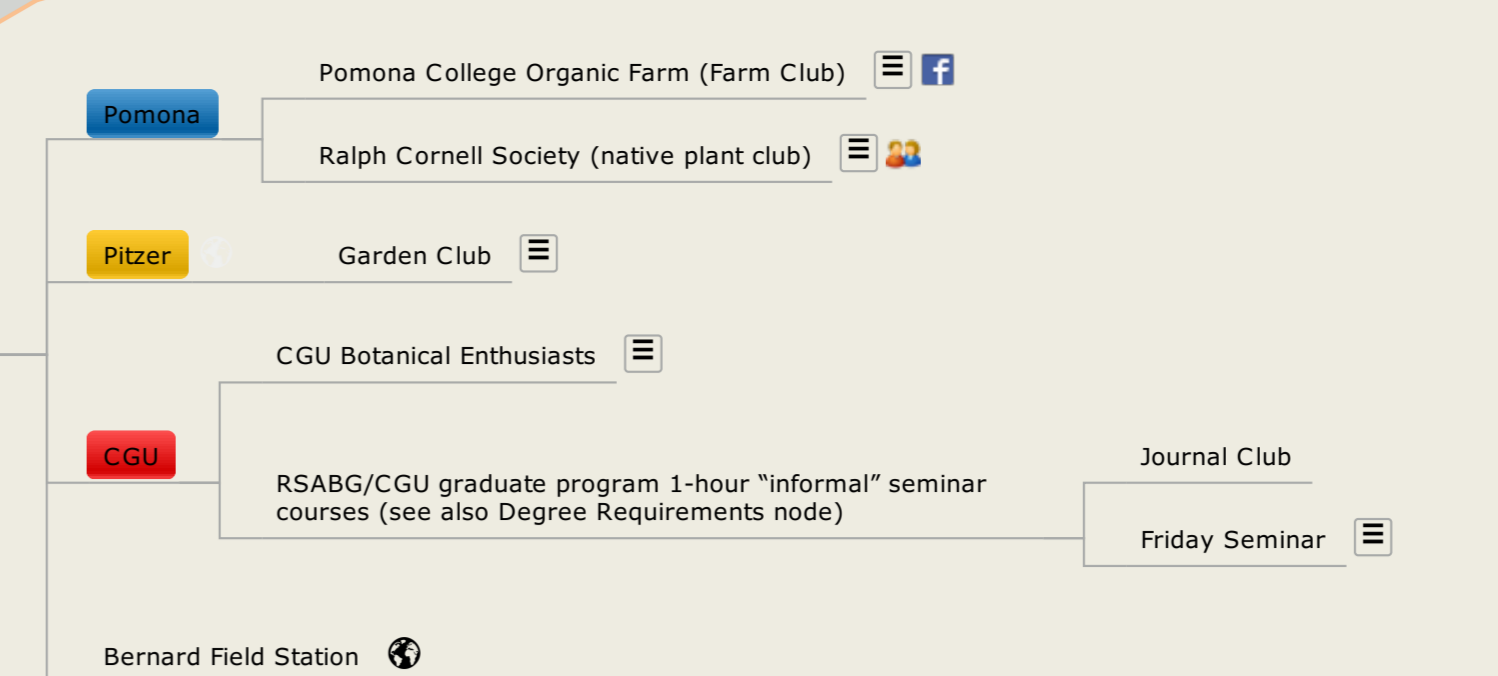 Pomona College Organic Farm (Farm Club)
Pomona
Ralph Cornell Society (native plant club)
Pitzer
Garden Club
CGU Botanical Enthusiasts
CGU
RSABG/CGU graduate program 1-hour “informal” seminar
courses (see also Degree Requirements node)
Journal Club
Friday Seminar
Bernard Field Station